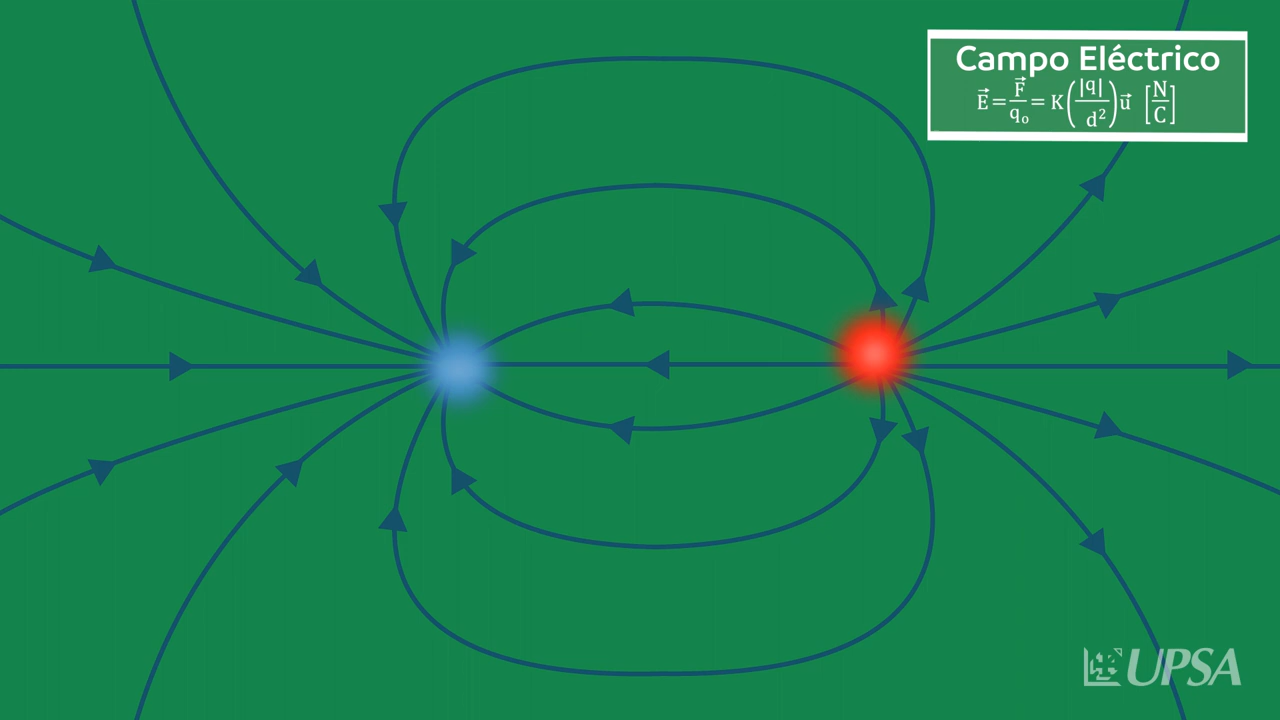 Campo Eléctrico
E⃗ = F⃗/q₀ = K(|q|/d²)u⃗ [N/C]
UPSA